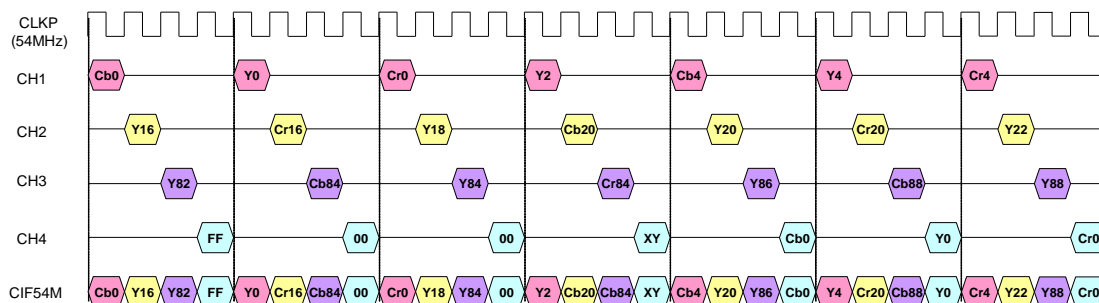 CLKP
(54MHz)
CH1 Cb0 Y0 Cr0 Y2 Cb4 Y4 Cr4
CH2 Y16 Cr16 Y18 Cb20 Y20 Cr20 Y22
CH3 Y82 Cb84 Y84 Cr84 Y86 Cb88 Y88
CH4 FF 00 00 XY Cb0 Y0 Cr0
CIF54M Cb0 Y16 Y82 FF Y0 Cr16 Cb84 00 Cr0 Y18 Y84 00 Y2 Cb20 Cb84 XY Cb4 Y20 Y86 Cb0 Y4 Cr20 Cb88 Y0 Cr4 Y22 Y88 Cr0